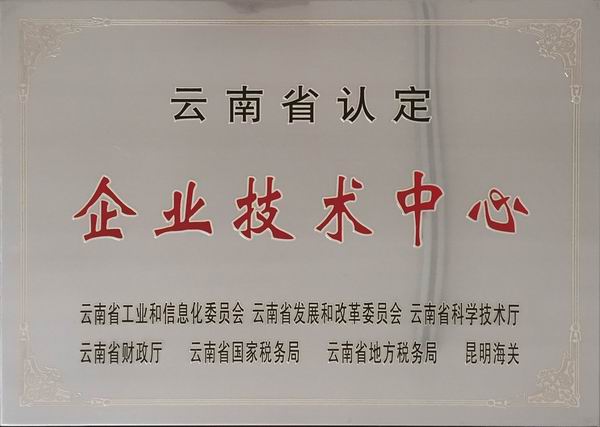 云南省认定
企业技术中心
云南省工业和信息化委员会 云南省发展和改革委员会 云南省科学技术厅
云南省财政厅 云南省国家税务局 云南省地方税务局 昆明海关